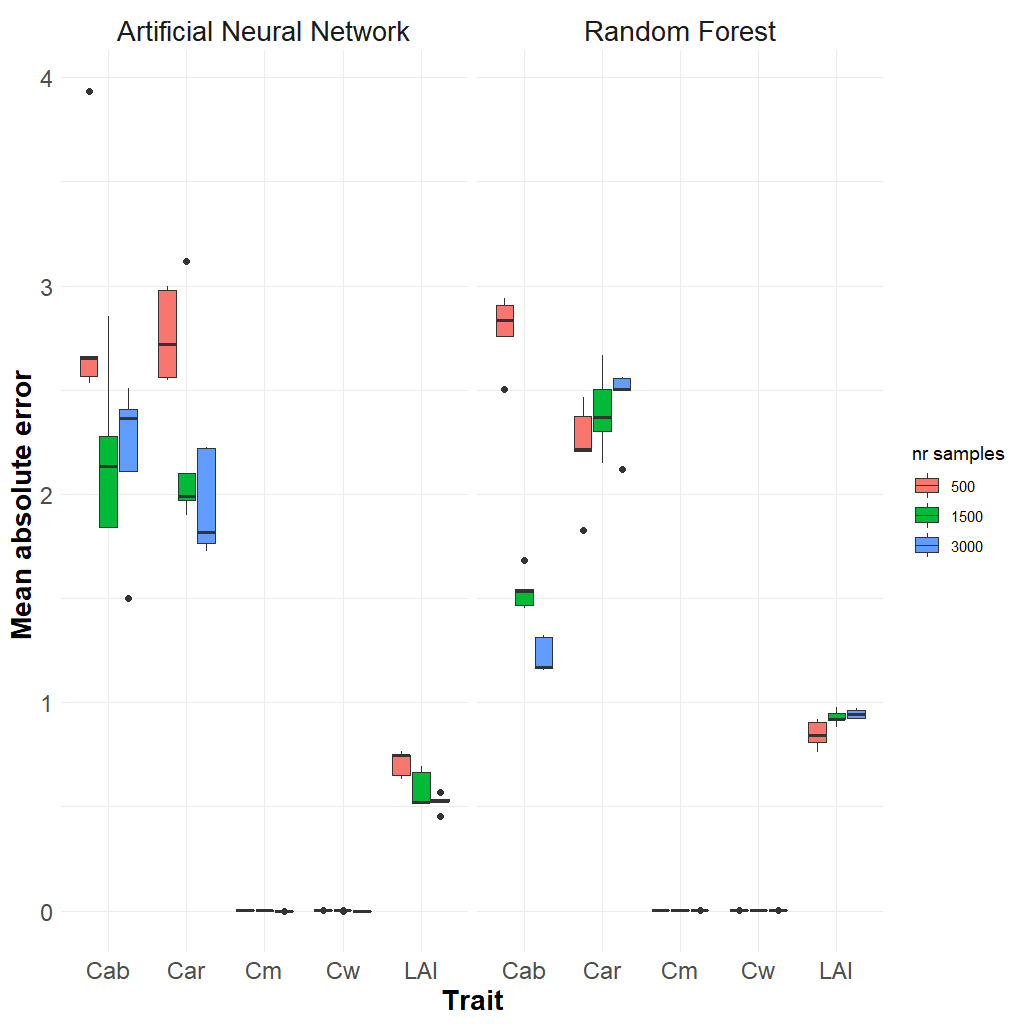 Artificial Neural Network
Random Forest
4
3
2
1
0
Mean absolute error
Cab Car Cm Cw LAI
Cab Car Cm Cw LAI
Trait
nr samples
500
1500
3000